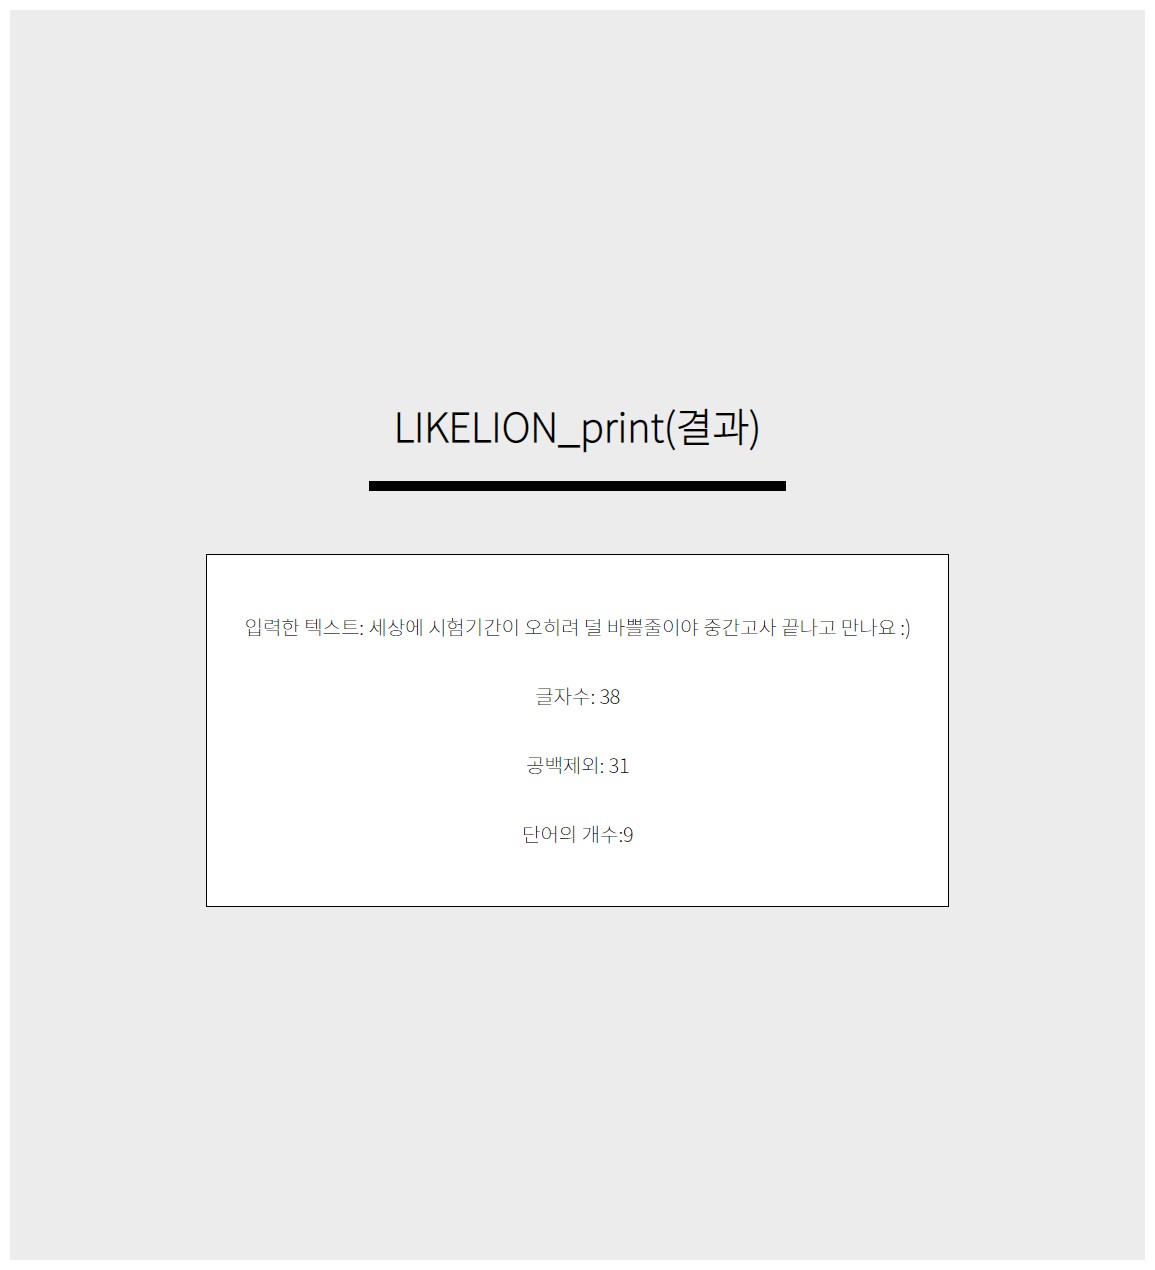 LIKELION_print(결과)
입력한 텍스트: 세상에 시험기간이 오히려 덜 바쁠줄이야 중간고사 끝나고 만나요 :)
글자수: 38
공백제외: 31
단어의 개수:9